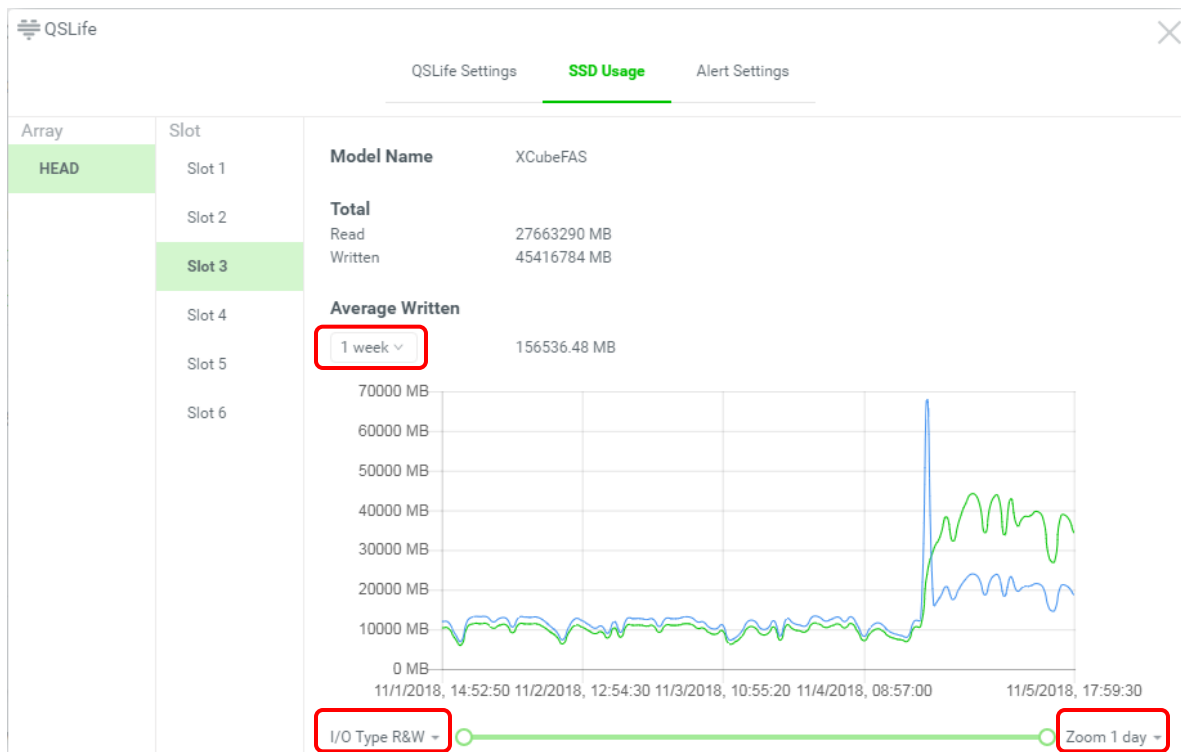 QSLife
QSLife Settings SSD Usage Alert Settings
Array
HEAD
Slot
Slot 1
Slot 2
Slot 3
Slot 4
Slot 5
Slot 6
Model Name XCubeFAS
Total
Read 27663290 MB
Written 45416784 MB
Average Written
1 week 156536.48 MB
70000 MB
60000 MB
50000 MB
40000 MB
30000 MB
20000 MB
10000 MB
0 MB
11/1/2018, 14:52:50 11/2/2018, 12:54:30 11/3/2018, 10:55:20 11/4/2018, 08:57:00 11/5/2018, 17:59:30
I/O Type R&W Zoom 1 day